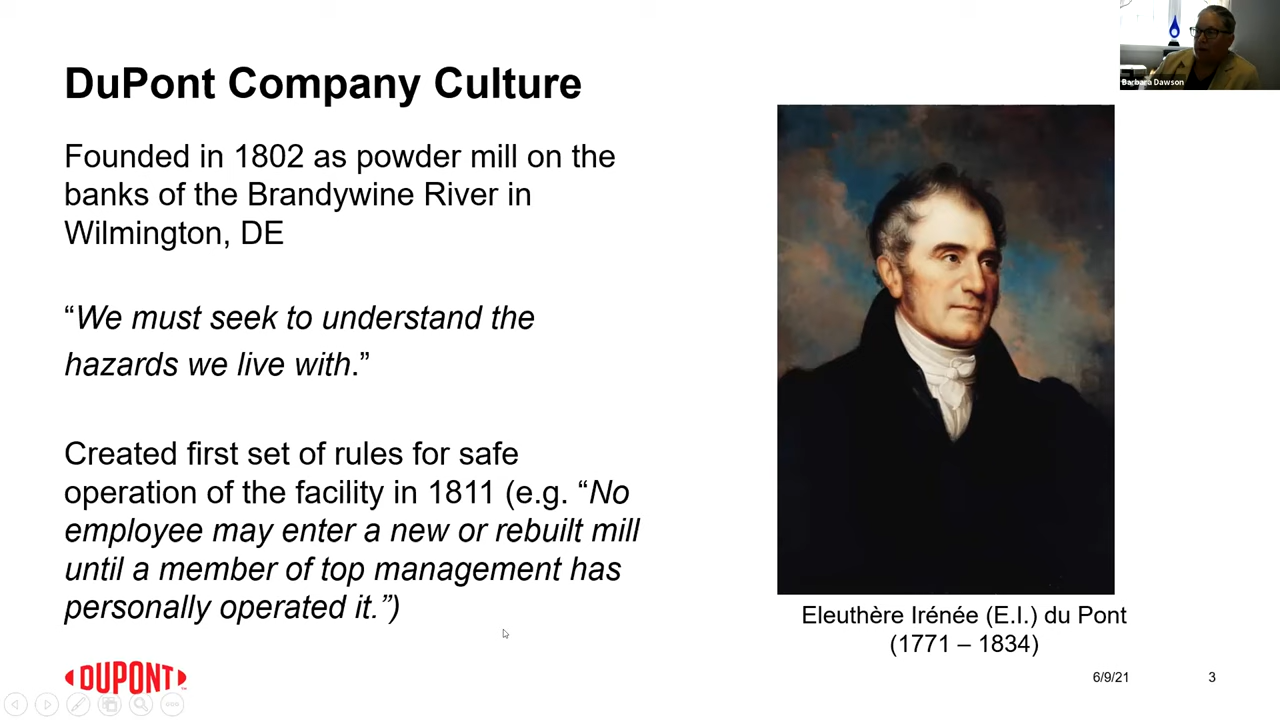 DuPont Company Culture
Barbara Dawson
Founded in 1802 as powder mill on the
banks of the Brandywine River in
Wilmington, DE
“We must seek to understand the
hazards we live with.”
Created first set of rules for safe
operation of the facility in 1811 (e.g. “No
employee may enter a new or rebuilt mill
until a member of top management has
personally operated it.”)
Eleuthère Irénée (E.I.) du Pont
(1771 – 1834)
DUPONT™
6/9/21
3